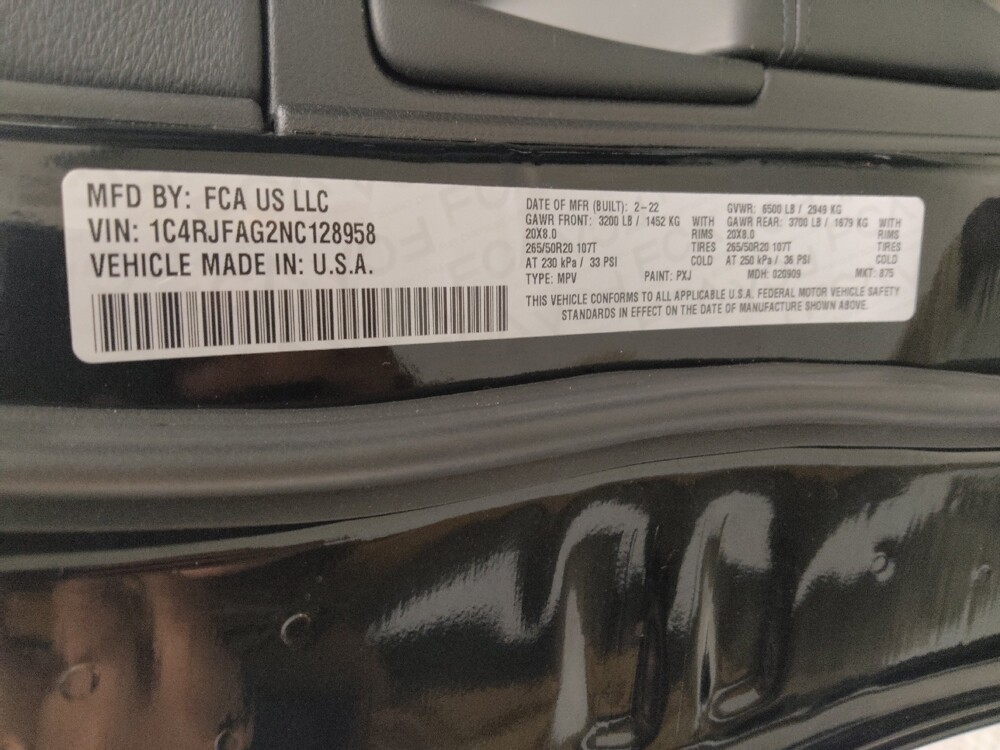 MFD BY: FCA US LLC
VIN: 1C4RJFAG2NC128958
VEHICLE MADE IN: U.S.A.
DATE OF MFR (BUILT): 2-22 GVWR: 6500 LB / 2949 KG
GAWR FRONT: 3200 LB / 1452 KG WITH GAWR REAR: 3700 LB / 1679 KG WITH
20X8.0 RIMS 20X8.0 RIMS
265/50R20 107T TIRES 265/50R20 107T TIRES
AT 230 kPa / 33 PSI COLD AT 250 kPa / 36 PSI COLD
TYPE: MPV PAINT: PXJ MDH: 020909 MKT: 875
THIS VEHICLE CONFORMS TO ALL APPLICABLE U.S.A. FEDERAL MOTOR VEHICLE SAFETY
STANDARDS IN EFFECT ON THE DATE OF MANUFACTURE SHOWN ABOVE.